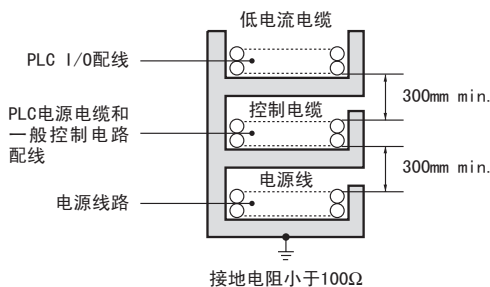 低电流电缆
PLC I/O配线
300mm min.
控制电缆
PLC电源电缆和
一般控制电路
配线
300mm min.
电源线
电源线路
接地电阻小于100Ω